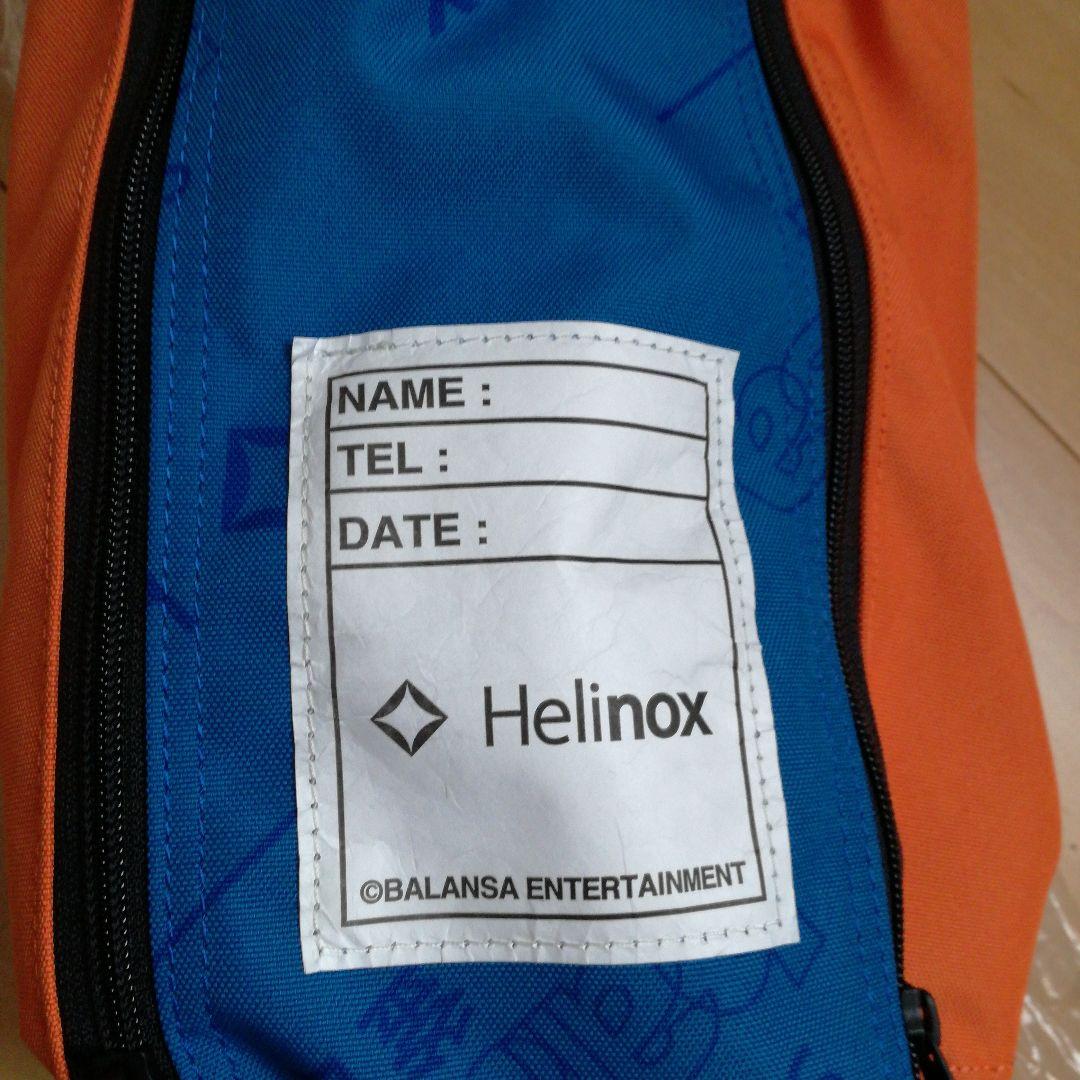 NAME :
TEL :
DATE :
Helinox
©BALANSA ENTERTAINMENT